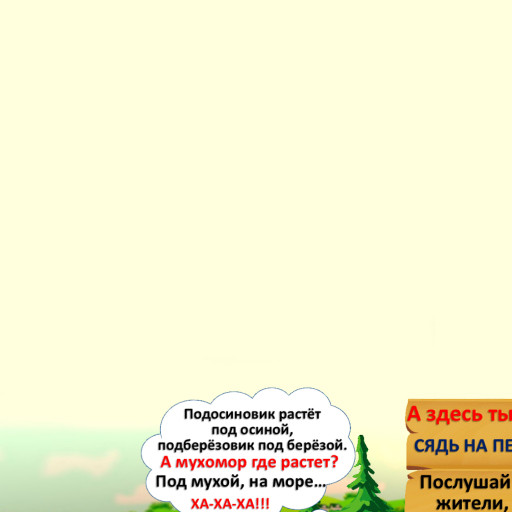 Подосиновик растёт
под осиной,
подберёзовик под берёзой.
А мухомор где растет?
Под мухой, на море...
ХА-ХА-ХА!!!
А здесь ты
СЯДЬ НА
Послушай
жители,